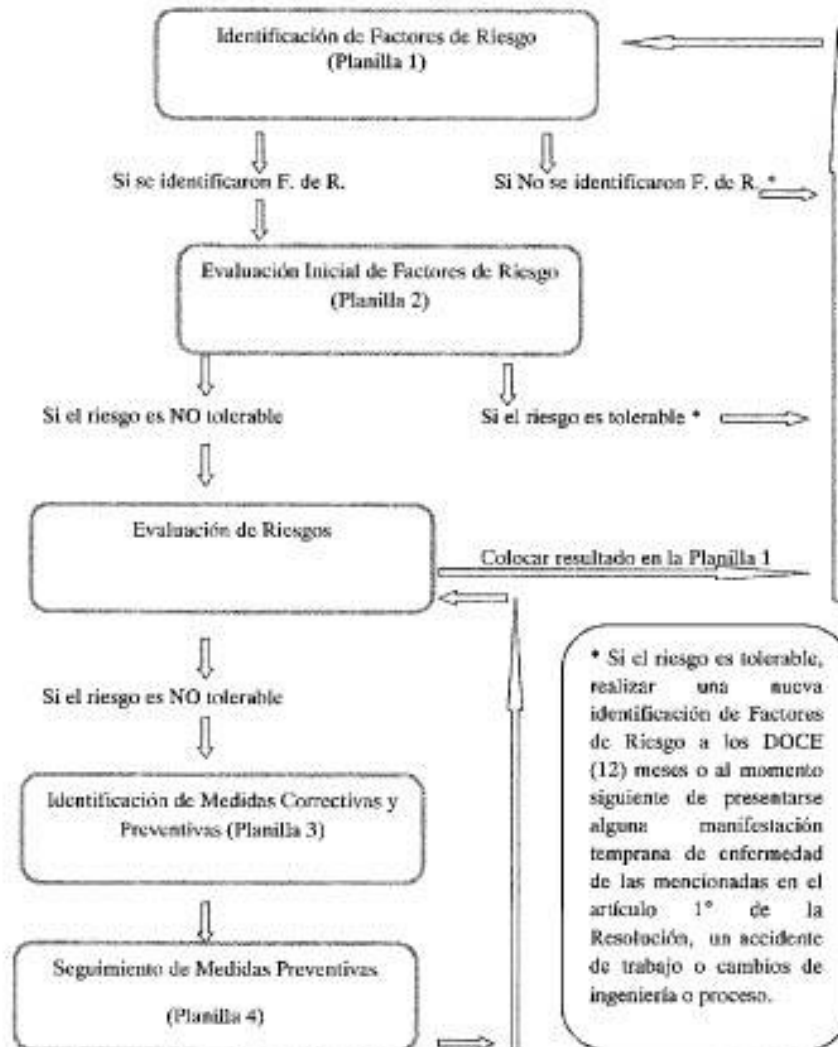 Identificación de Factores de Riesgo
(Planilla 1)
Si se identificaron F. de R.
Si No se identificaron F. de R. *
Evaluación Inicial de Factores de Riesgo
(Planilla 2)
Si el riesgo es NO tolerable
Si el riesgo es tolerable *
Evaluación de Riesgos
Colocar resultado en la Planilla 1
Si el riesgo es NO tolerable
Identificación de Medidas Correctivas y
Preventivas (Planilla 3)
Seguimiento de Medidas Preventivas
(Planilla 4)
* Si el riesgo es tolerable,
realizar una nueva
identificación de Factores
de Riesgo a los DOCE
(12) meses o al momento
siguiente de presentarse
alguna manifestación
temprana de enfermedad
de las mencionadas en el
artículo 1° de la
Resolución, un accidente
de trabajo o cambios de
ingeniería o proceso.